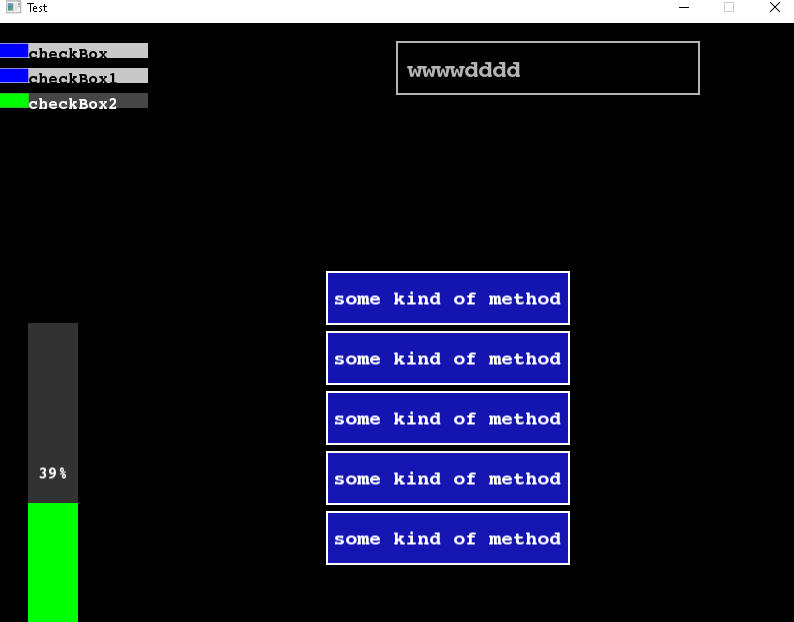 Test
checkBox
wwwwdddd
checkBox1
checkBox2
some kind of method
some kind of method
some kind of method
some kind of method
39%
some kind of method